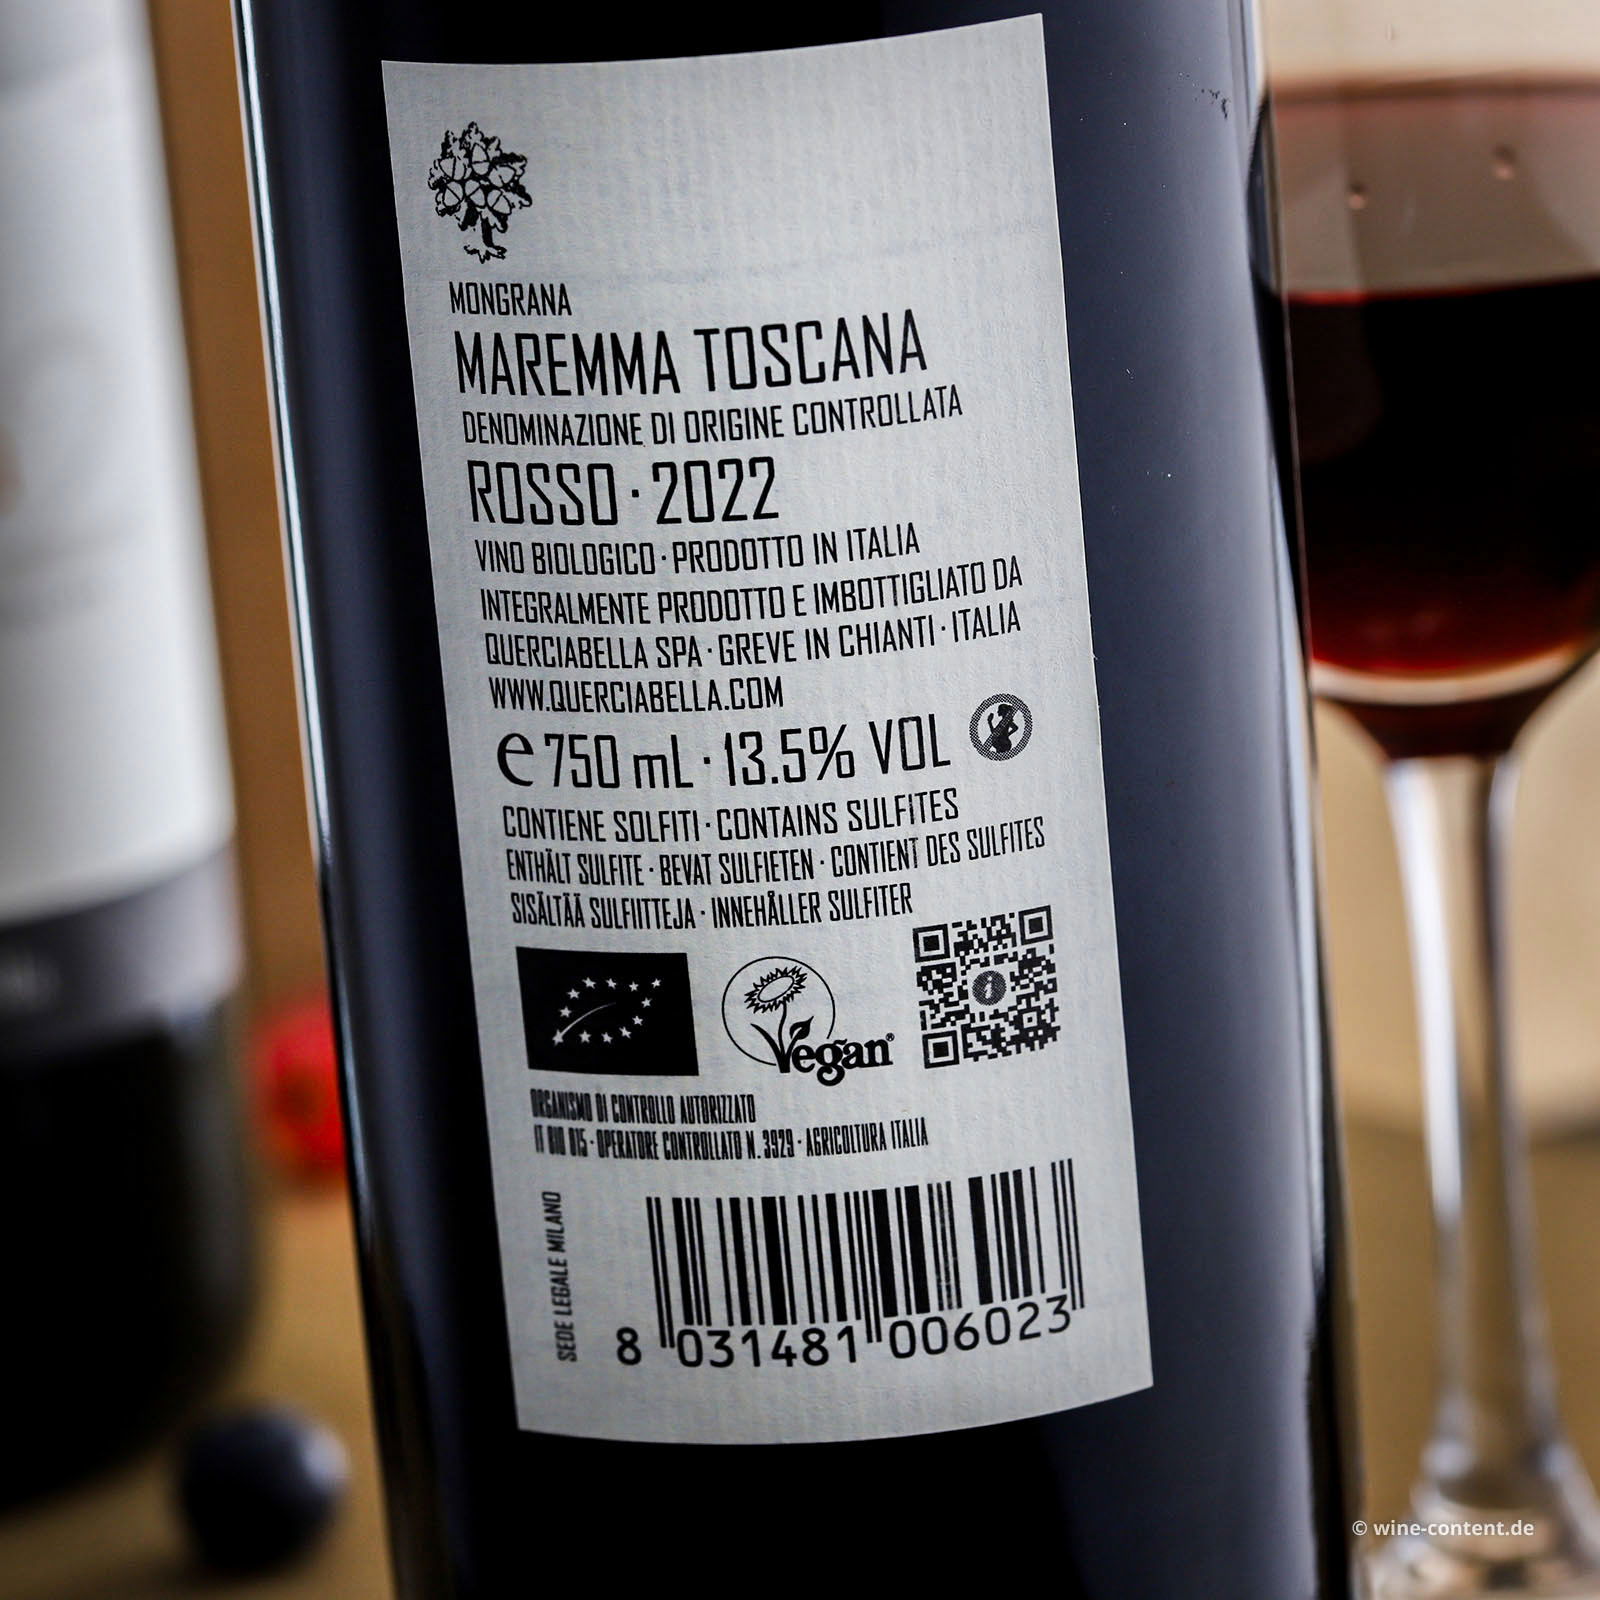 MONGRANA
MAREMMA TOSCANA
DENOMINAZIONE DI ORIGINE CONTROLLATA
ROSSO · 2022
VINO BIOLOGICO · PRODOTTO IN ITALIA
INTEGRALMENTE PRODOTTO E IMBOTTIGLIATO DA
QUERCIABELLA SPA · GREVE IN CHIANTI · ITALIA
WWW.QUERCIABELLA.COM
e 750 mL · 13.5% VOL
CONTIENE SOLFITI · CONTAINS SULFITES
ENTHÄLT SULFITE · BEVAT SULFIETEN · CONTIENT DES SULFITES
SISÄLTÄÄ SULFIITTEJA · INNEHÅLLER SULFITER
i
Vegan®
ORGANISMO DI CONTROLLO AUTORIZZATO
IT BIO 015 · OPERATORE CONTROLLATO N. 3929 · AGRICOLTURA ITALIA
SEDE LEGALE MILANO
8 031481 006023
© wine-content.de